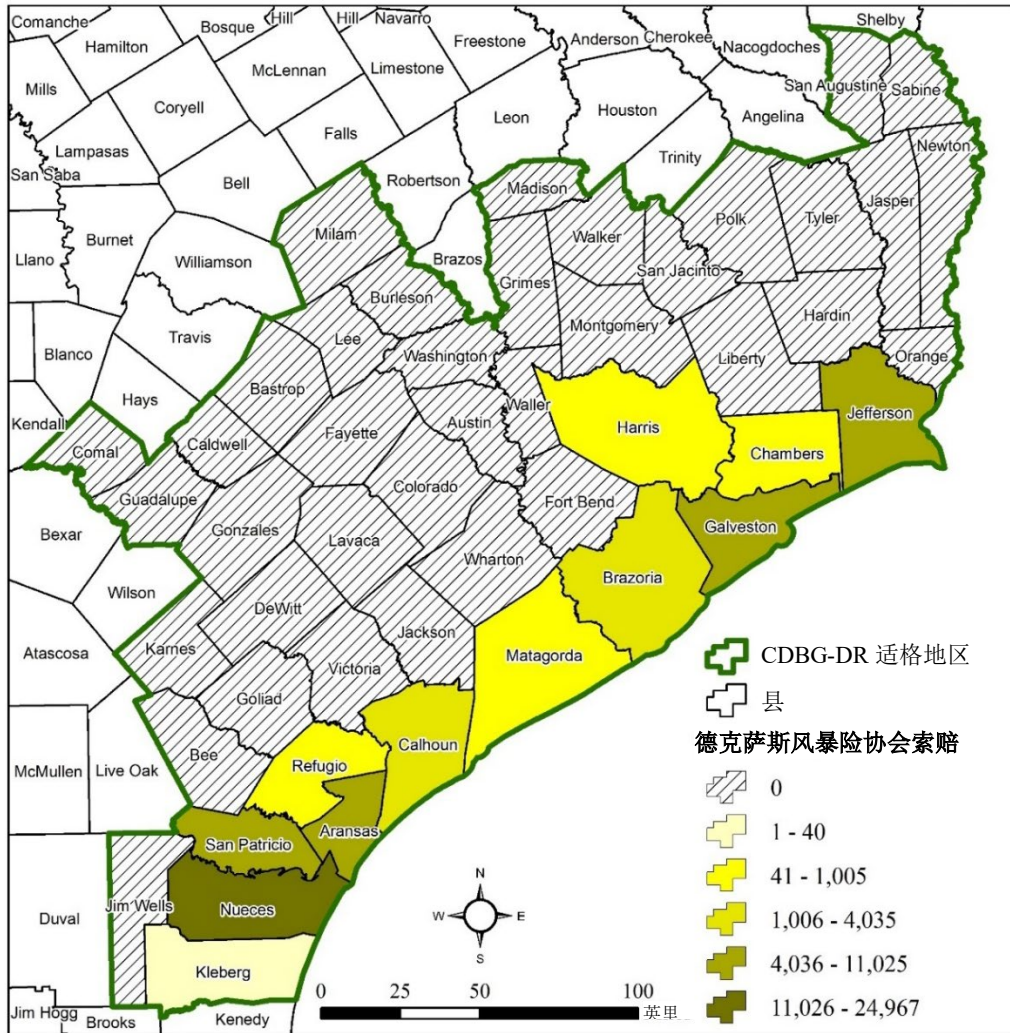 Comanche
Bosque
Hill
Hill
Navarro
Shelby
Hamilton
Freestone
Anderson
Cherokee
Nacogdoches
McLennan
Limestone
San Augustine
Sabine
Mills
Coryell
Leon
Houston
Angelina
Falls
Trinity
Newton
Lampasas
San Saba
Bell
Robertson
Madison
Jasper
Burnet
Milam
Walker
Polk
Tyler
Llano
Williamson
Brazos
Grimes
San Jacinto
Burleson
Travis
Lee
Montgomery
Hardin
Blanco
Washington
Liberty
Orange
Bastrop
Hays
Waller
Kendall
Austin
Jefferson
Fayette
Harris
Comal
Caldwell
Chambers
Colorado
Guadalupe
Fort Bend
Gonzales
Galveston
Bexar
Lavaca
Wharton
Brazoria
Wilson
DeWitt
Atascosa
Karnes
Jackson
Victoria
Matagorda
Goliad
Calhoun
Bee
McMullen
Live Oak
Refugio
Aransas
San Patricio
Duval
Jim Wells
Nueces
Kleberg
Jim Hogg
Brooks
Kenedy
N
W E
S
0 25 50 100 英里
CDBG-DR 适格地区
县
德克萨斯风暴险协会索赔
0
1 - 40
41 - 1,005
1,006 - 4,035
4,036 - 11,025
11,026 - 24,967